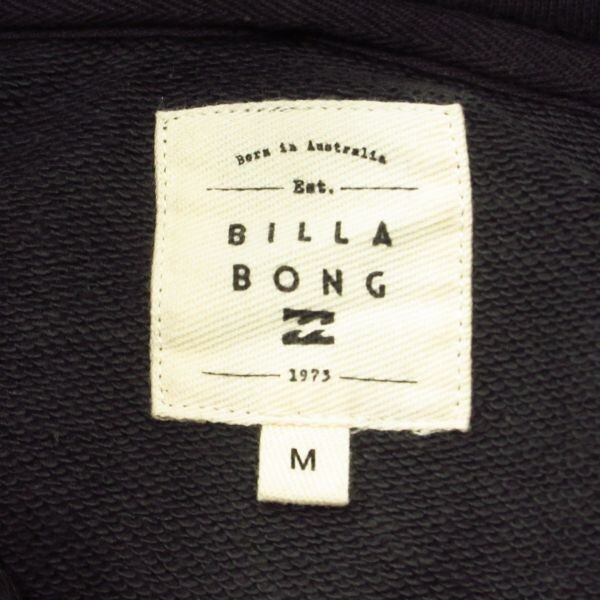 Born in Australia
Est.
BILLA
BONG
1973
M